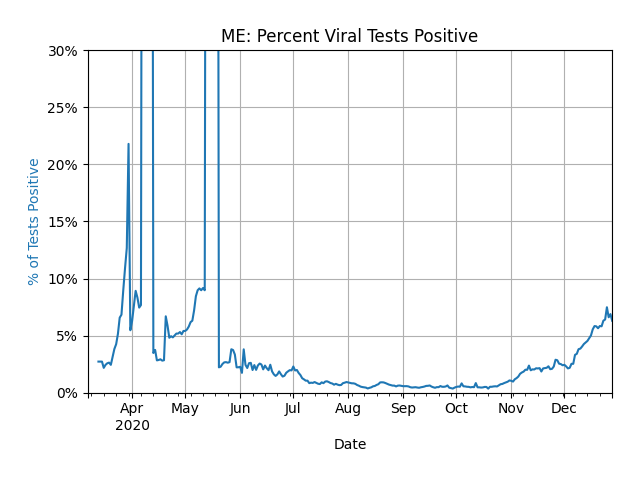 ME: Percent Viral Tests Positive
30%
25%
20%
15%
10%
5%
0%
% of Tests Positive
Apr May Jun Jul Aug Sep Oct Nov Dec
2020
Date